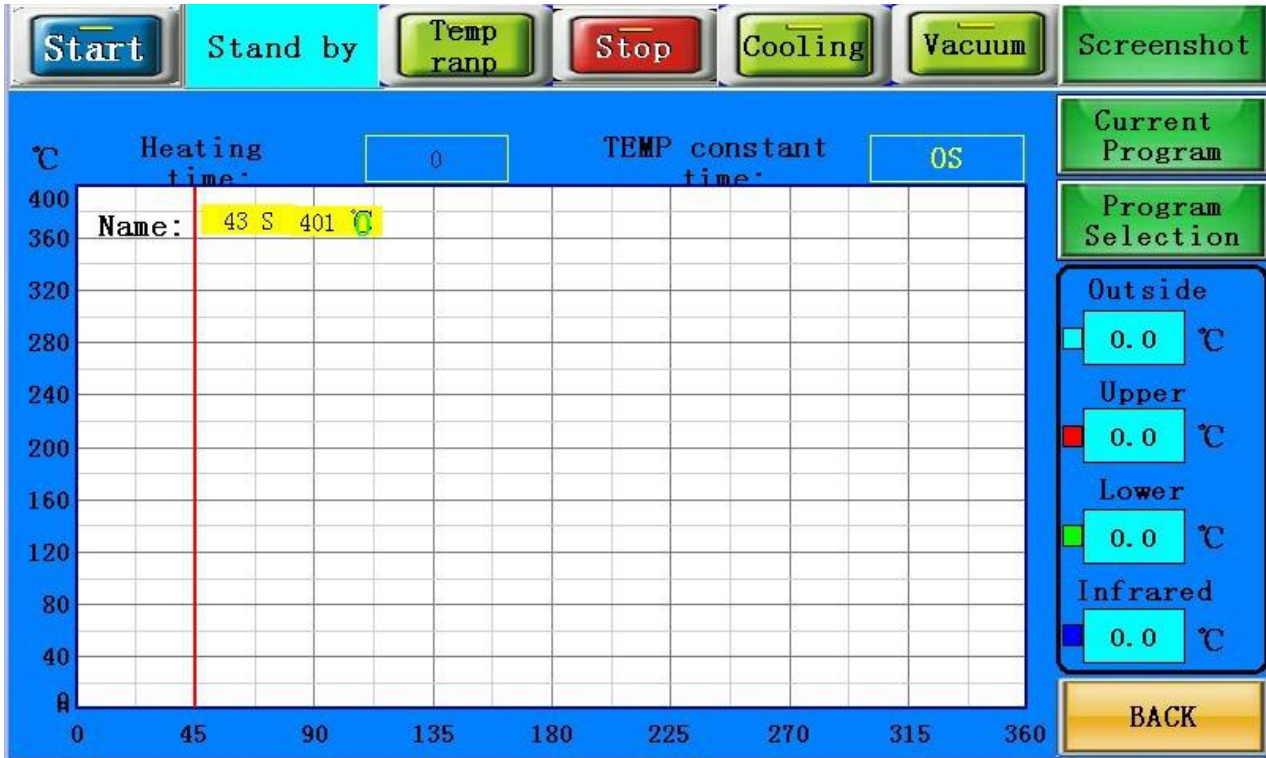 Start
Stand by
Temp
ranp
Stop
Cooling
Vacuum
Screenshot
Current
Program
℃
Heating
time:
0
TEMP constant
time:
0S
Program
Selection
400
Name:
43 S 401 ℃
360
320
280
240
200
160
120
80
40
0
0 45 90 135 180 225 270 315 360
Outside
0.0 ℃
Upper
0.0 ℃
Lower
0.0 ℃
Infrared
0.0 ℃
BACK